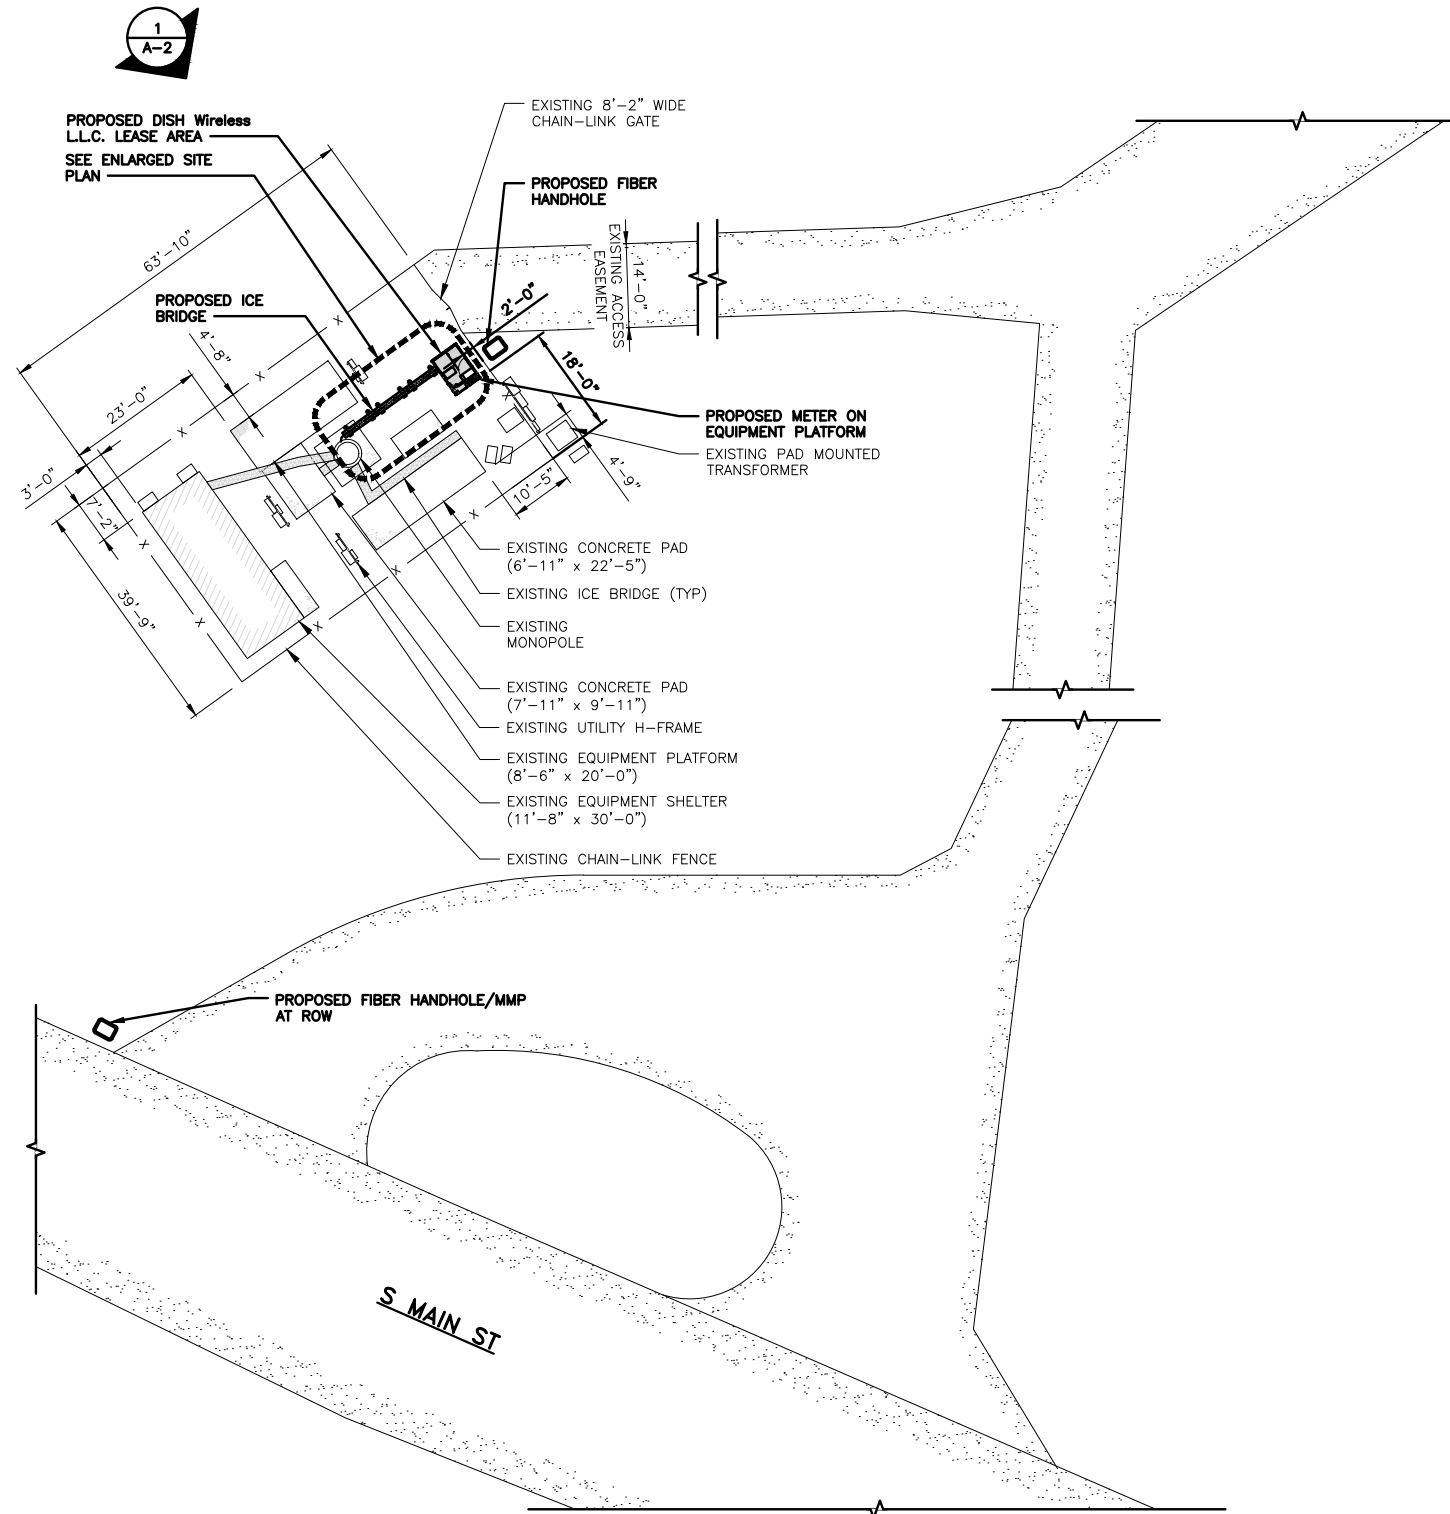 1
A-2
EXISTING 8'-2" WIDE
CHAIN-LINK GATE
PROPOSED DISH Wireless
L.L.C. LEASE AREA
SEE ENLARGED SITE
PLAN
PROPOSED FIBER
HANDHOLE
63'-10"
EXISTING ACCESS
EASEMENT
14'-0"
PROPOSED ICE
BRIDGE
2'-0"
4'-8"
18'-0"
23'-0"
PROPOSED METER ON
EQUIPMENT PLATFORM
EXISTING PAD MOUNTED
TRANSFORMER
3'-0"
7'-2"
10'-5"
4'-9"
X
X
X
X
X
X
X
X
X
39'-9"
EXISTING CONCRETE PAD
(6'-11" x 22'-5")
EXISTING ICE BRIDGE (TYP)
EXISTING
MONOPOLE
EXISTING CONCRETE PAD
(7'-11" x 9'-11")
EXISTING UTILITY H-FRAME
EXISTING EQUIPMENT PLATFORM
(8'-6" x 20'-0")
EXISTING EQUIPMENT SHELTER
(11'-8" x 30'-0")
EXISTING CHAIN-LINK FENCE
PROPOSED FIBER HANDHOLE/MMP
AT ROW
S MAIN ST